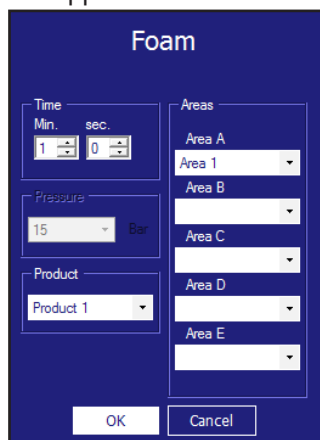 Foam
Time
Min. sec.
1 0
Pressure
15 Bar
Product
Product 1
Areas
Area A
Area 1
Area B
Area C
Area D
Area E
OK Cancel